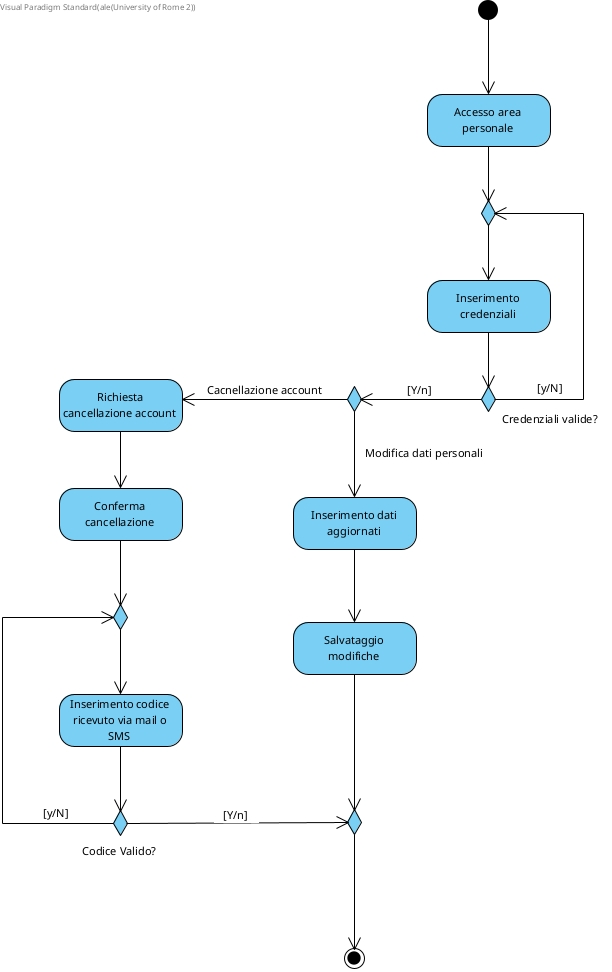 Visual Paradigm Standard(ale(University of Rome 2))
Accesso area
personale
Inserimento
credenziali
[y/N]
Credenziali valide?
[Y/n]
Cacnellazione account
Richiesta
cancellazione account
Modifica dati personali
Conferma
cancellazione
Inserimento dati
aggiornati
Salvataggio
modifiche
Inserimento codice
ricevuto via mail o
SMS
[y/N]
[Y/n]
Codice Valido?